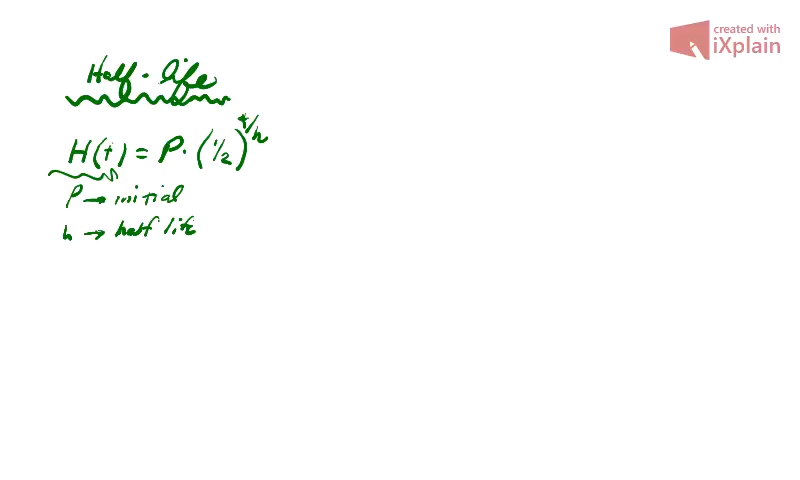 created with
iXplain
Half-life
H(t) = P · (1/2)^t/h
P → initial
h → half life